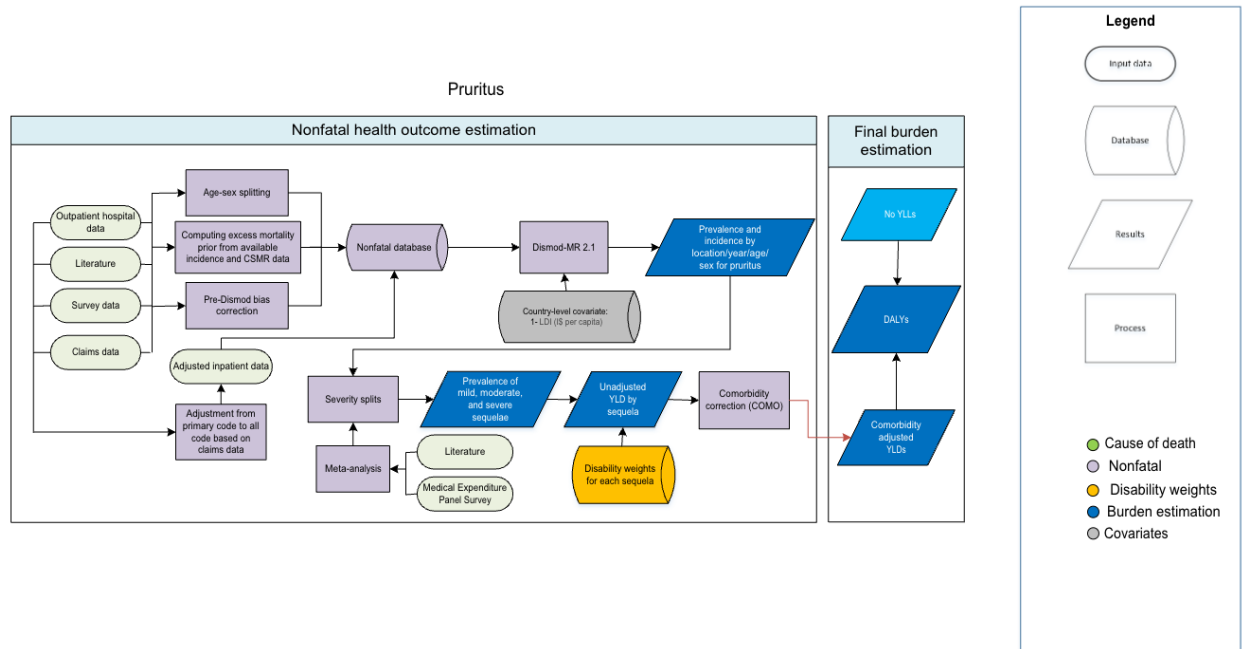 Legend
Input data
Database
Results
Process
Cause of death
Nonfatal
Disability weights
Burden estimation
Covariates
Pruritus
Nonfatal health outcome estimation
Final burden
estimation
Outpatient hospital
data
Literature
Survey data
Claims data
Age-sex splitting
Computing excess mortality
prior from available
incidence and CSMR data
Pre-Dismod bias
correction
Adjusted inpatient data
Adjustment from
primary code to all
code based on
claims data
Nonfatal database
Dismod-MR 2.1
Country-level covariate:
1- LDI (I$ per capita)
Prevalence and
incidence by
location/year/age/
sex for pruritus
Severity splits
Meta-analysis
Literature
Medical Expenditure
Panel Survey
Prevalence of
mild, moderate,
and severe
sequelae
Unadjusted
YLD by
sequela
Disability weights
for each sequela
Comorbidity
correction (COMO)
No YLLs
DALYs
Comorbidity
adjusted
YLDs